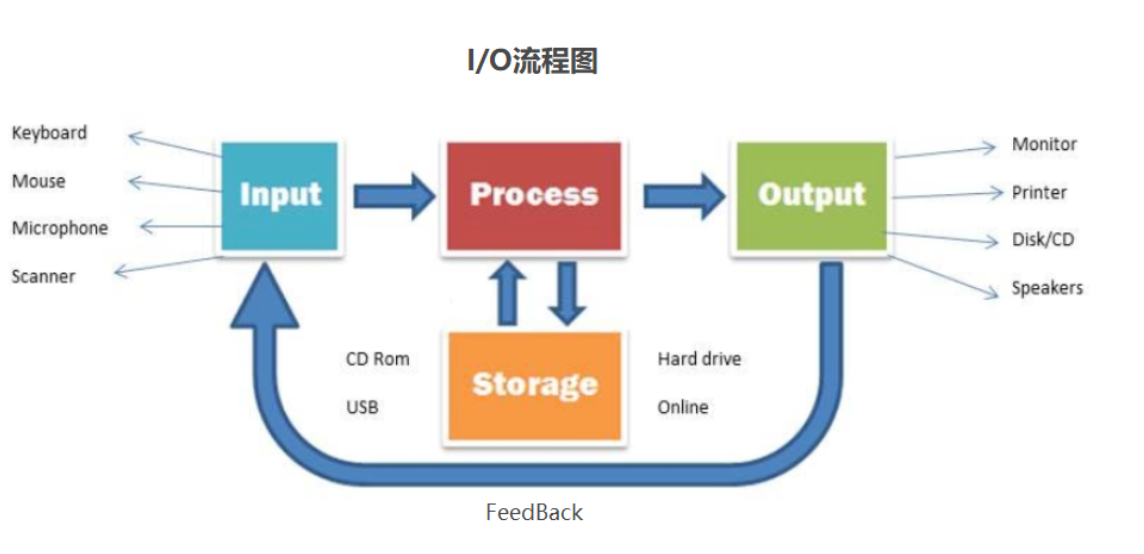 I/O流程图
Keyboard
Mouse
Microphone
Scanner
Input
Process
Output
Monitor
Printer
Disk/CD
Speakers
CD Rom
USB
Storage
Hard drive
Online
FeedBack